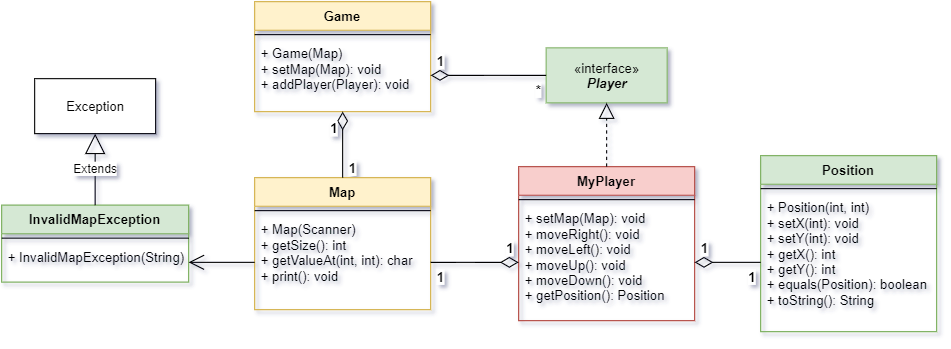 Game
+ Game(Map)
+ setMap(Map): void
+ addPlayer(Player): void
1
*
«interface»
Player
Exception
Extends
1
1
InvalidMapException
+ InvalidMapException(String)
Map
+ Map(Scanner)
+ getSize(): int
+ getValueAt(int, int): char
+ print(): void
1
1
MyPlayer
+ setMap(Map): void
+ moveRight(): void
+ moveLeft(): void
+ moveUp(): void
+ moveDown(): void
+ getPosition(): Position
1
1
Position
+ Position(int, int)
+ setX(int): void
+ setY(int): void
+ getX(): int
+ getY(): int
+ equals(Position): boolean
+ toString(): String